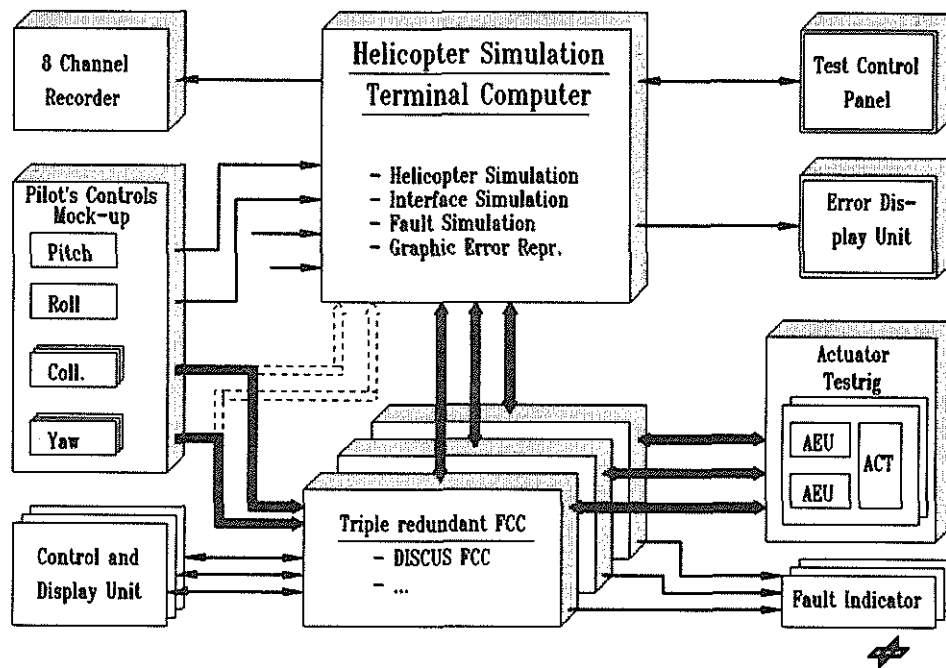 8 Channel
Recorder
Helicopter Simulation
Terminal Computer
- Helicopter Simulation
- Interface Simulation
- Fault Simulation
- Graphic Error Repr.
Test Control
Panel
Error Dis-
play Unit
Pilot's Controls
Mock-up
Pitch
Roll
Coll.
Yaw
Actuator
Testrig
AEU
ACT
AEU
Triple redundant FCC
- DISCUS FCC
- ...
Control and
Display Unit
Fault Indicator